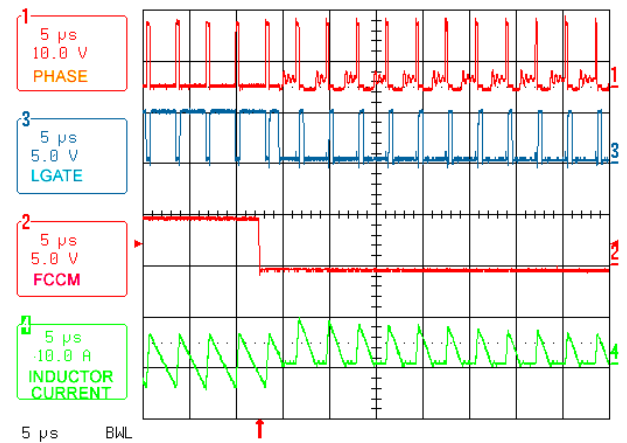 1
5 µs
10.0 V
PHASE
1
3
5 µs
5.0 V
LGATE
3
2
5 µs
5.0 V
FCCM
2
4
5 µs
10.0 A
INDUCTOR
CURRENT
4
5 µs BWL